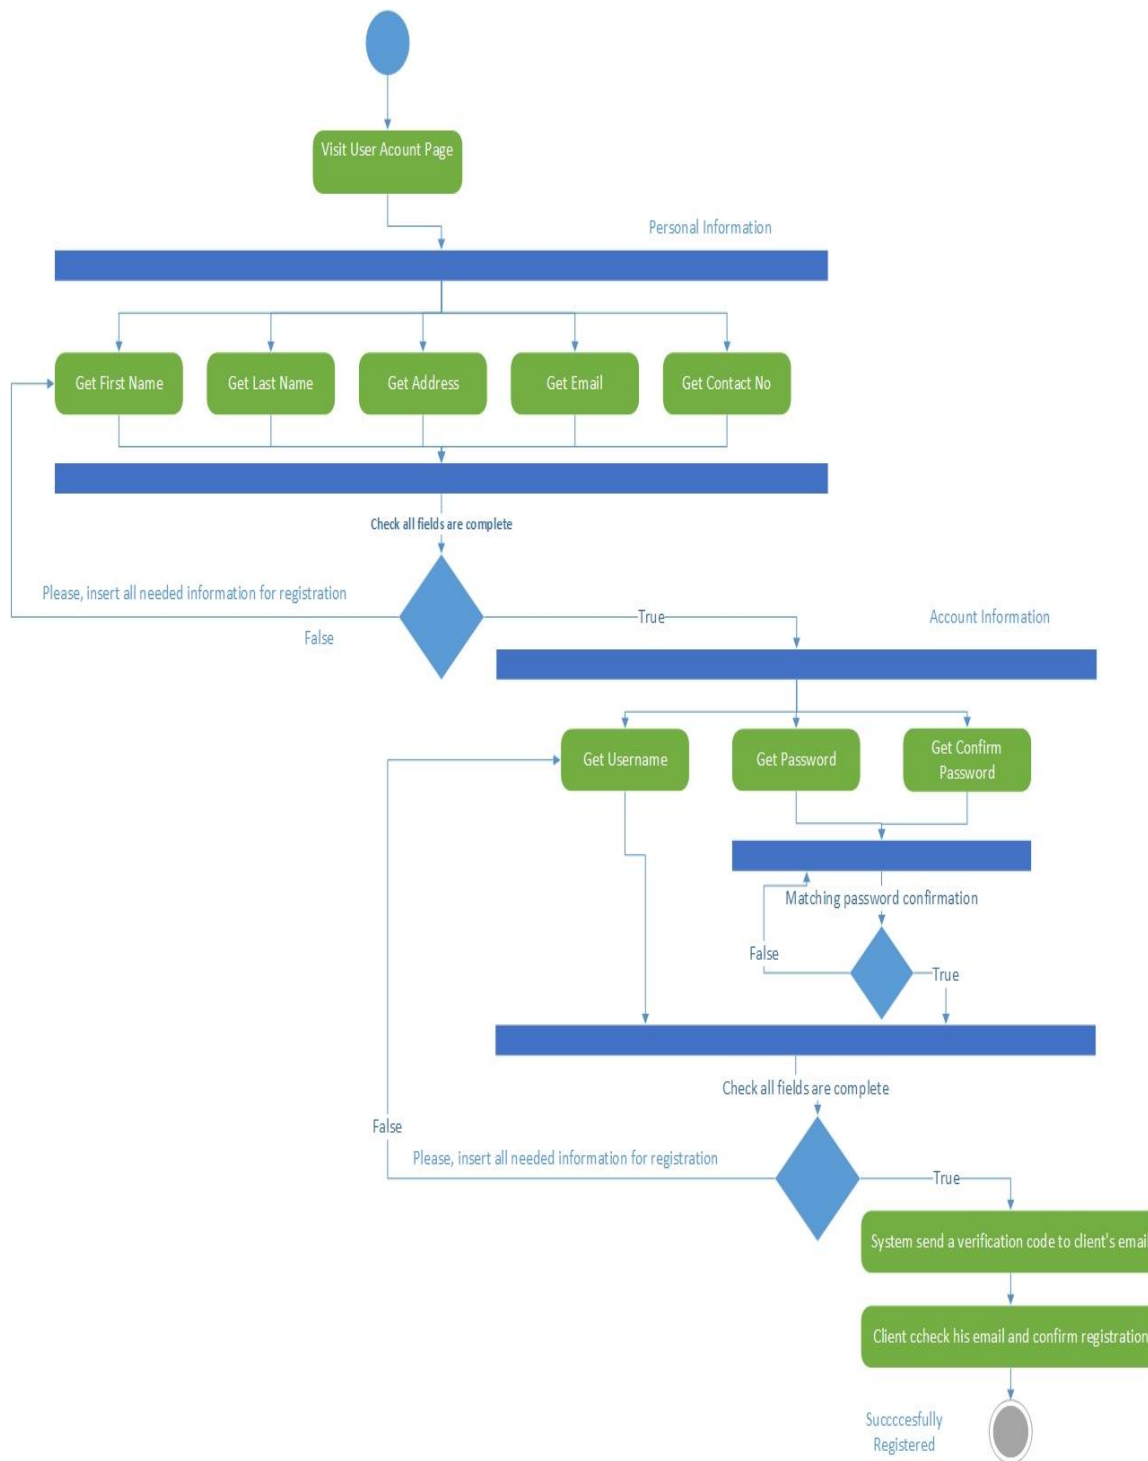 Visit User Acount Page
Personal Information
Get First Name
Get Last Name
Get Address
Get Email
Get Contact No
Check all fields are complete
Please, insert all needed information for registration
False
True
Account Information
Get Username
Get Password
Get Confirm
Password
Matching password confirmation
False
True
Check all fields are complete
False
Please, insert all needed information for registration
True
System send a verification code to client's email
Client ccheck his email and confirm registration
Succccesfully
Registered